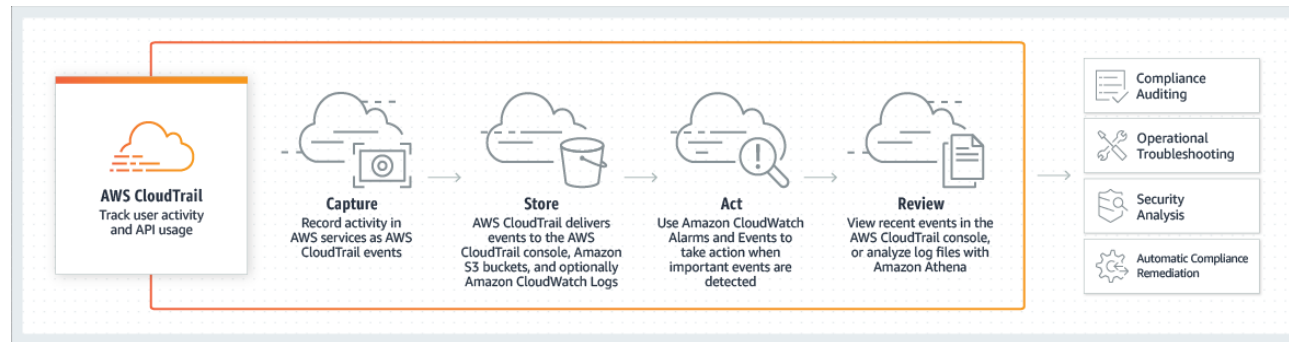 AWS CloudTrail
Track user activity
and API usage
Capture
Record activity in
AWS services as AWS
CloudTrail events
Store
AWS CloudTrail delivers
events to the AWS
CloudTrail console, Amazon
S3 buckets, and optionally
Amazon CloudWatch Logs
Act
Use Amazon CloudWatch
Alarms and Events to
take action when
important events are
detected
Review
View recent events in the
AWS CloudTrail console,
or analyze log files with
Amazon Athena
Compliance
Auditing
Operational
Troubleshooting
Security
Analysis
Automatic Compliance
Remediation